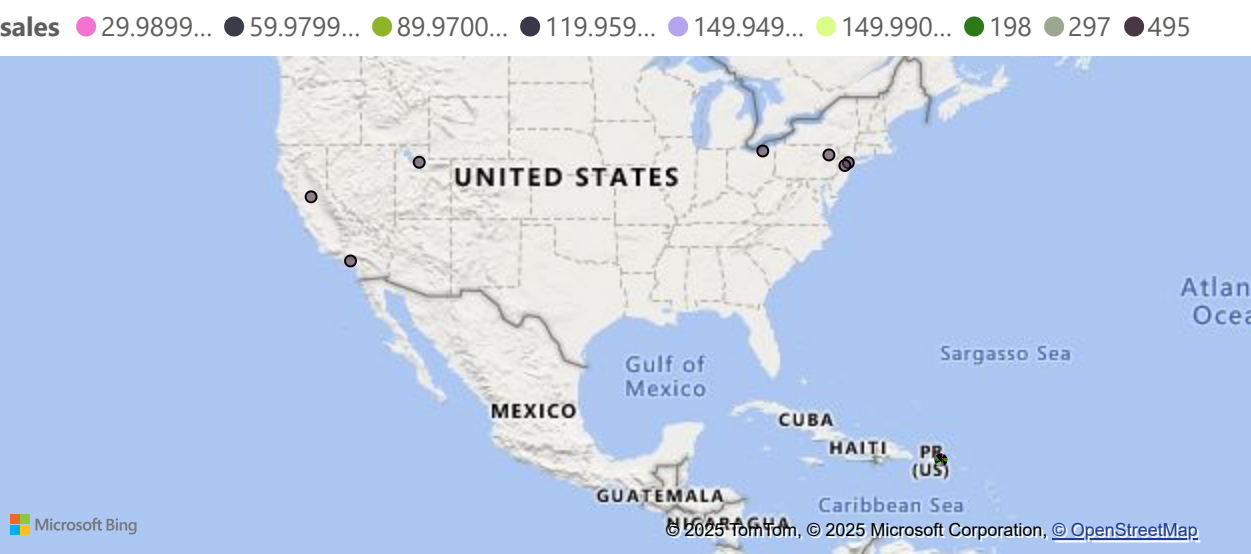 sales 29.9899... 59.9799... 89.9700... 119.959... 149.949... 149.990... 198 297 495
UNITED STATES
Atlan
Ocea
Sargasso Sea
Gulf of
Mexico
MEXICO
CUBA
HAITI
PR
(US)
GUATEMALA
Caribbean Sea
NICARAGUA
Microsoft Bing
© 2025 TomTom, © 2025 Microsoft Corporation, © OpenStreetMap